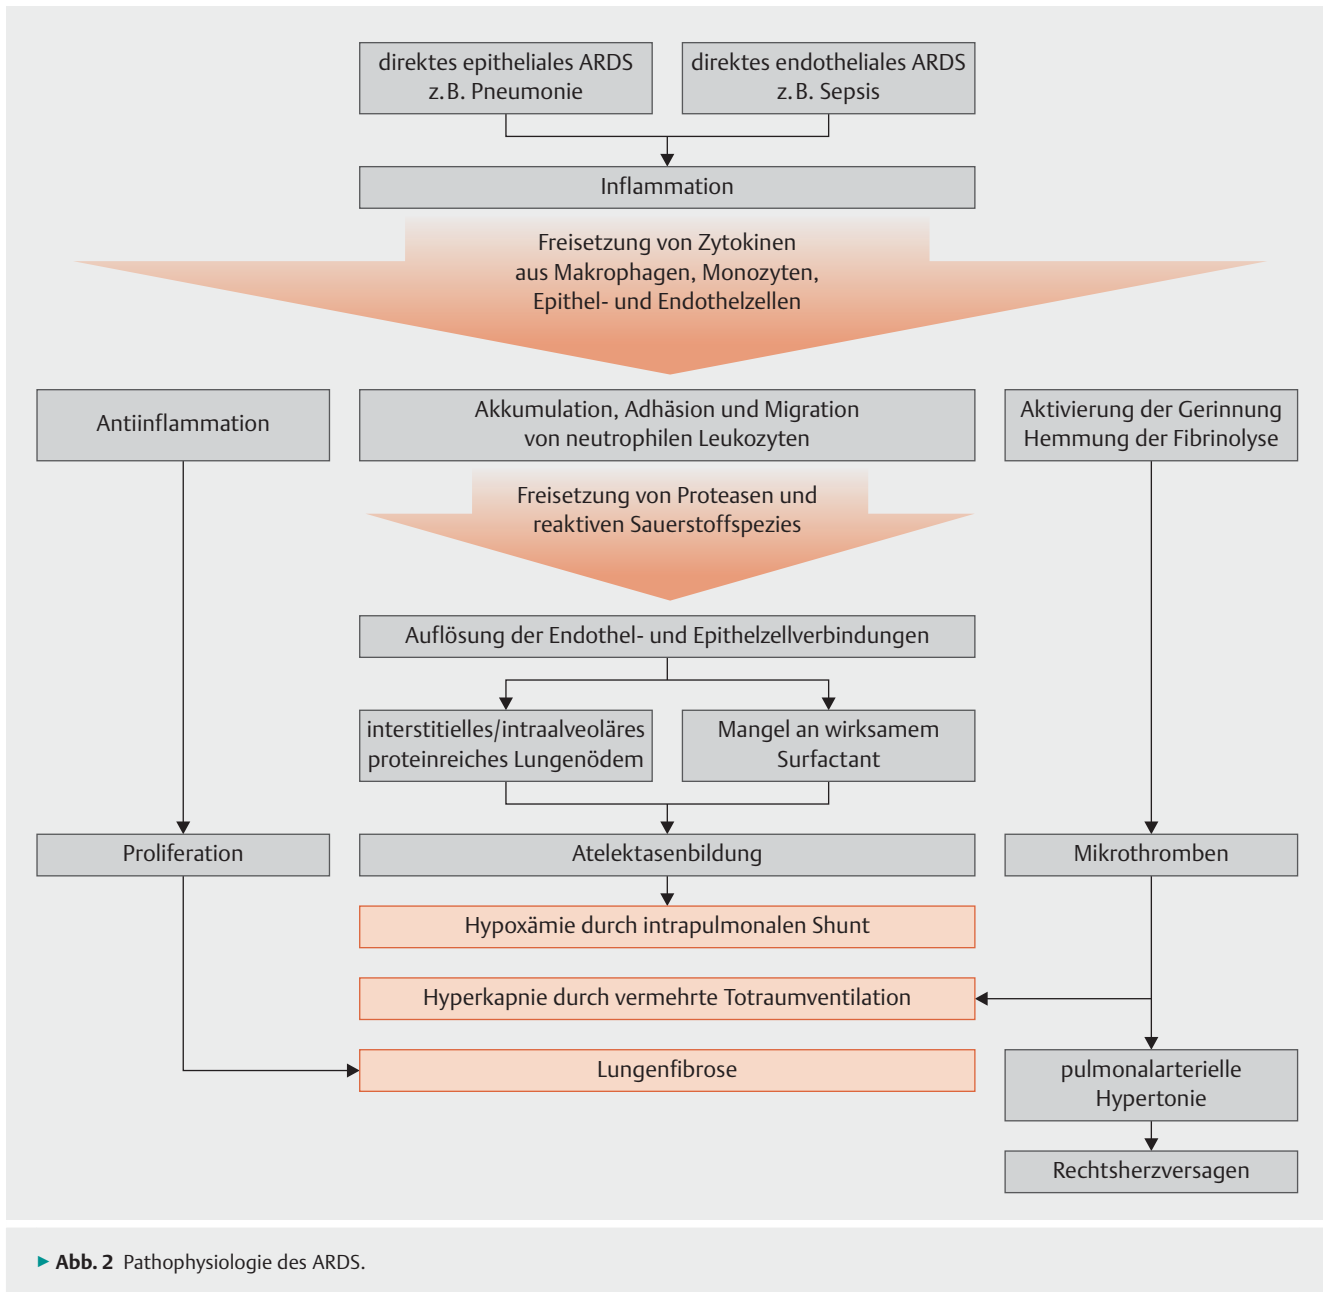 direktes epitheliales ARDS
z. B. Pneumonie
direktes endotheliales ARDS
z. B. Sepsis
Inflammation
Freisetzung von Zytokinen
aus Makrophagen, Monozyten,
Epithel- und Endothelzellen
Antiinflammation
Akkumulation, Adhäsion und Migration
von neutrophilen Leukozyten
Aktivierung der Gerinnung
Hemmung der Fibrinolyse
Freisetzung von Proteasen und
reaktiven Sauerstoffspezies
Auflösung der Endothel- und Epithelzellverbindungen
interstitielles/intraalveoläres
proteinreiches Lungenödem
Mangel an wirksamem
Surfactant
Proliferation
Atelektasenbildung
Mikrothromben
Hypoxämie durch intrapulmonalen Shunt
Hyperkapnie durch vermehrte Totraumventilation
Lungenfibrose
pulmonalarterielle
Hypertonie
Rechtsherzversagen
▶ Abb. 2 Pathophysiologie des ARDS.